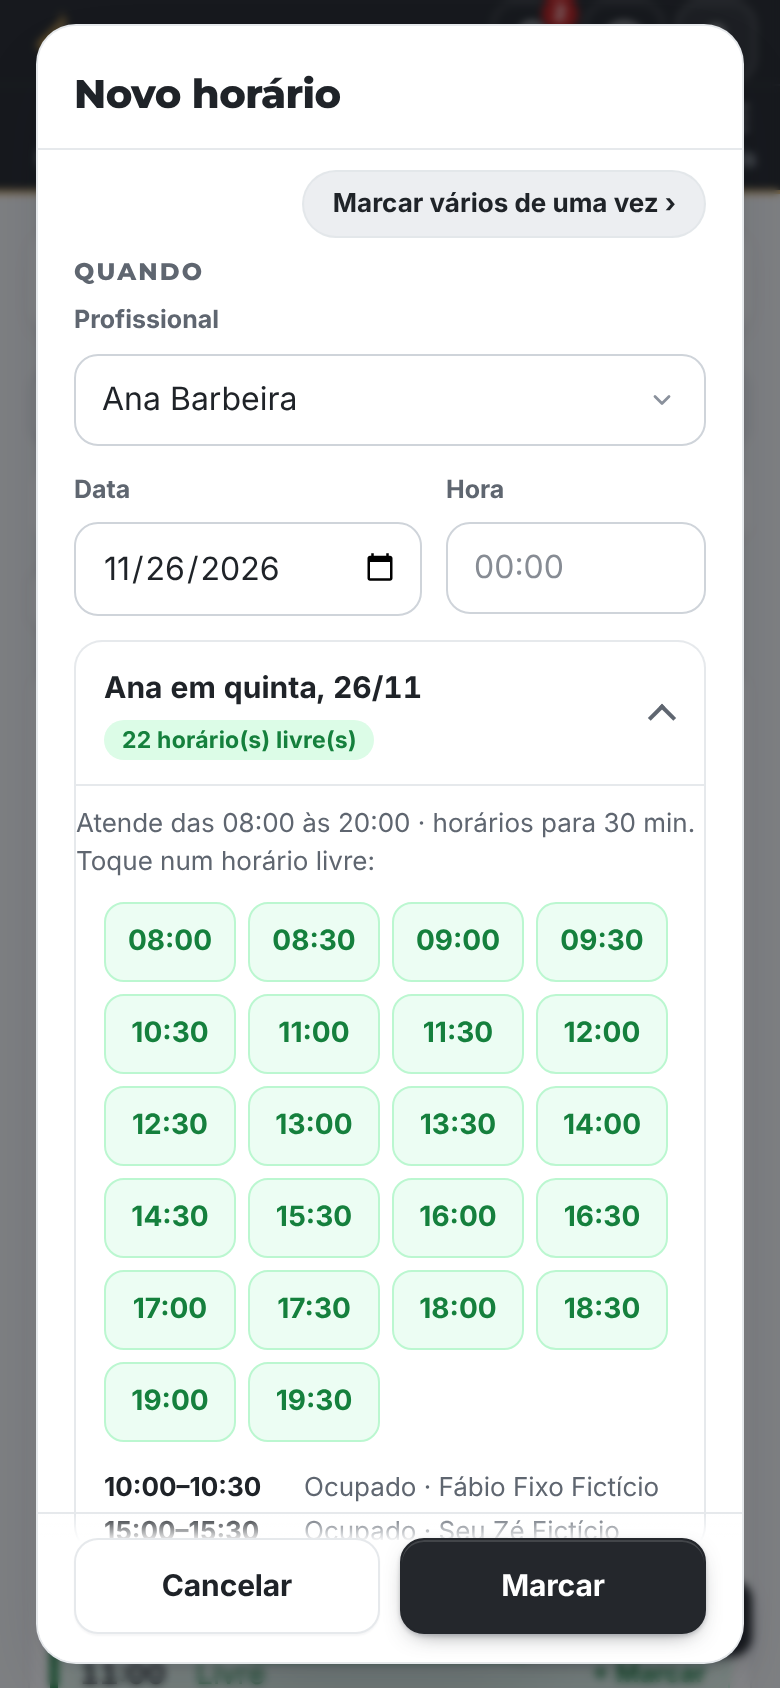 Novo horário
Marcar vários de uma vez ›
QUANDO
Profissional
Ana Barbeira
Data
Hora
11/26/2026
00:00
Ana em quinta, 26/11
22 horário(s) livre(s)
Atende das 08:00 às 20:00 · horários para 30 min.
Toque num horário livre:
08:00 08:30 09:00 09:30
10:30 11:00 11:30 12:00
12:30 13:00 13:30 14:00
14:30 15:30 16:00 16:30
17:00 17:30 18:00 18:30
19:00 19:30
10:00–10:30 Ocupado · Fábio Fixo Fictício
15:00–15:30 Ocupado · Seu Zé Fictício
Cancelar
Marcar
11:00 Livre + Marcar